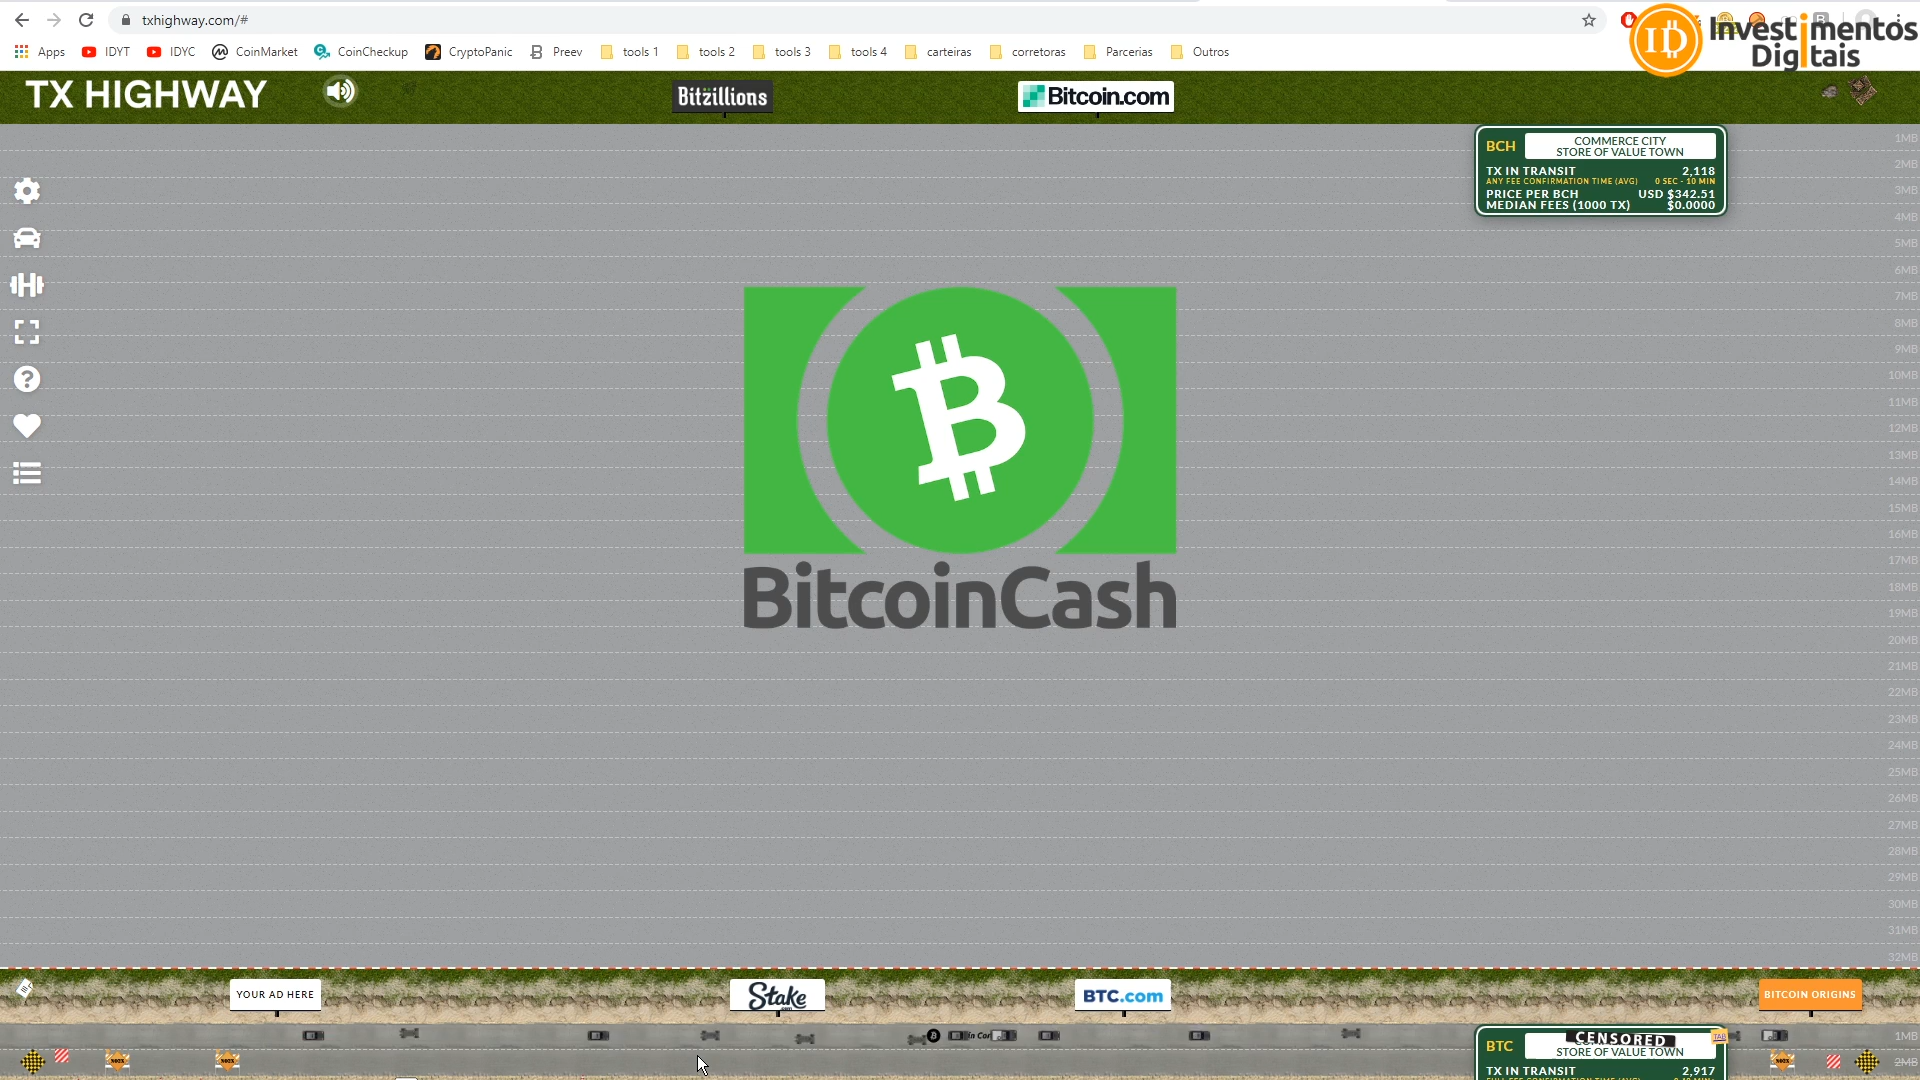 txhighway.com/#
Apps IDYT IDYC CoinMarket CoinCheckup CryptoPanic Preev tools 1 tools 2 tools 3 tools 4 carteiras corretoras Parcerias Outros
ID Investimentos
Digitais
TX HIGHWAY
Bitzillions
Bitcoin.com
BCH
COMMERCE CITY
STORE OF VALUE TOWN
TX IN TRANSIT 2,118
ANY FEE CONFIRMATION TIME (AVG) 0 SEC - 10 MIN
PRICE PER BCH USD $342.51
MEDIAN FEES (1000 TX) $0.0000
1MB
2MB
3MB
4MB
5MB
6MB
7MB
8MB
9MB
10MB
11MB
12MB
13MB
14MB
15MB
16MB
17MB
18MB
19MB
20MB
21MB
22MB
23MB
24MB
25MB
26MB
27MB
28MB
29MB
30MB
31MB
32MB
BitcoinCash
YOUR AD HERE
Stake
BTC.com
BITCOIN ORIGINS
BTC
CENSORED
STORE OF VALUE TOWN
TX IN TRANSIT 2,917
1MB
2MB